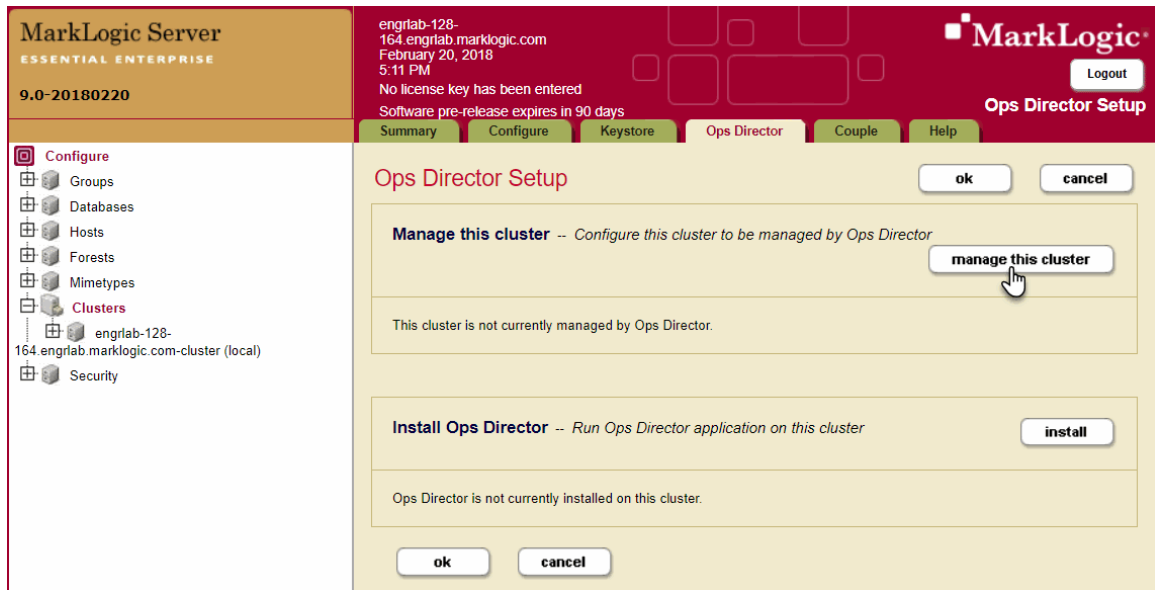 MarkLogic Server
ESSENTIAL ENTERPRISE
9.0-20180220
engrlab-128-
164.engrlab.marklogic.com
February 20, 2018
5:11 PM
No license key has been entered
Software pre-release expires in 90 days
MarkLogic
Logout
Ops Director Setup
Summary Configure Keystore Ops Director Couple Help
Configure
Groups
Databases
Hosts
Forests
Mimetypes
Clusters
engrlab-128-
164.engrlab.marklogic.com-cluster (local)
Security
Ops Director Setup
ok cancel
Manage this cluster -- Configure this cluster to be managed by Ops Director
manage this cluster
This cluster is not currently managed by Ops Director.
Install Ops Director -- Run Ops Director application on this cluster
install
Ops Director is not currently installed on this cluster.
ok cancel